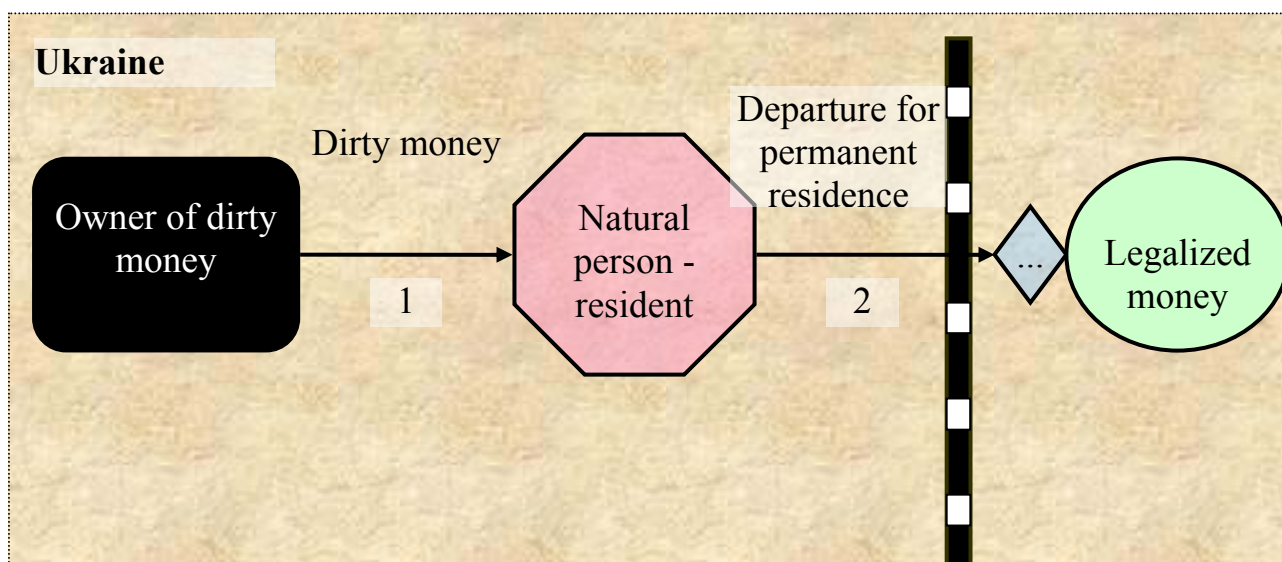 Ukraine
Dirty money
Departure for
permanent
residence
Owner of dirty
money
Natural
person -
resident
...
Legalized
money
1
2